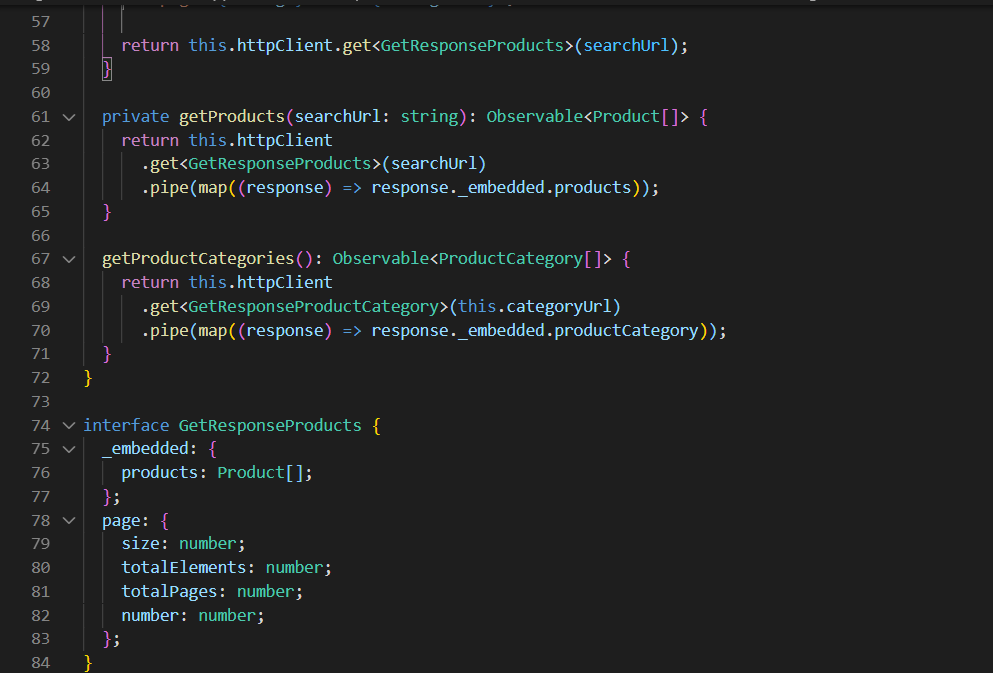 57
58 return this.httpClient.get<GetResponseProducts>(searchUrl);
59 }
60
61 private getProducts(searchUrl: string): Observable<Product[]> {
62 return this.httpClient
63 .get<GetResponseProducts>(searchUrl)
64 .pipe(map((response) => response._embedded.products));
65 }
66
67 getProductCategories(): Observable<ProductCategory[]> {
68 return this.httpClient
69 .get<GetResponseProductCategory>(this.categoryUrl)
70 .pipe(map((response) => response._embedded.productCategory));
71 }
72 }
73
74 interface GetResponseProducts {
75 _embedded: {
76 products: Product[];
77 };
78 page: {
79 size: number;
80 totalElements: number;
81 totalPages: number;
82 number: number;
83 };
84 }